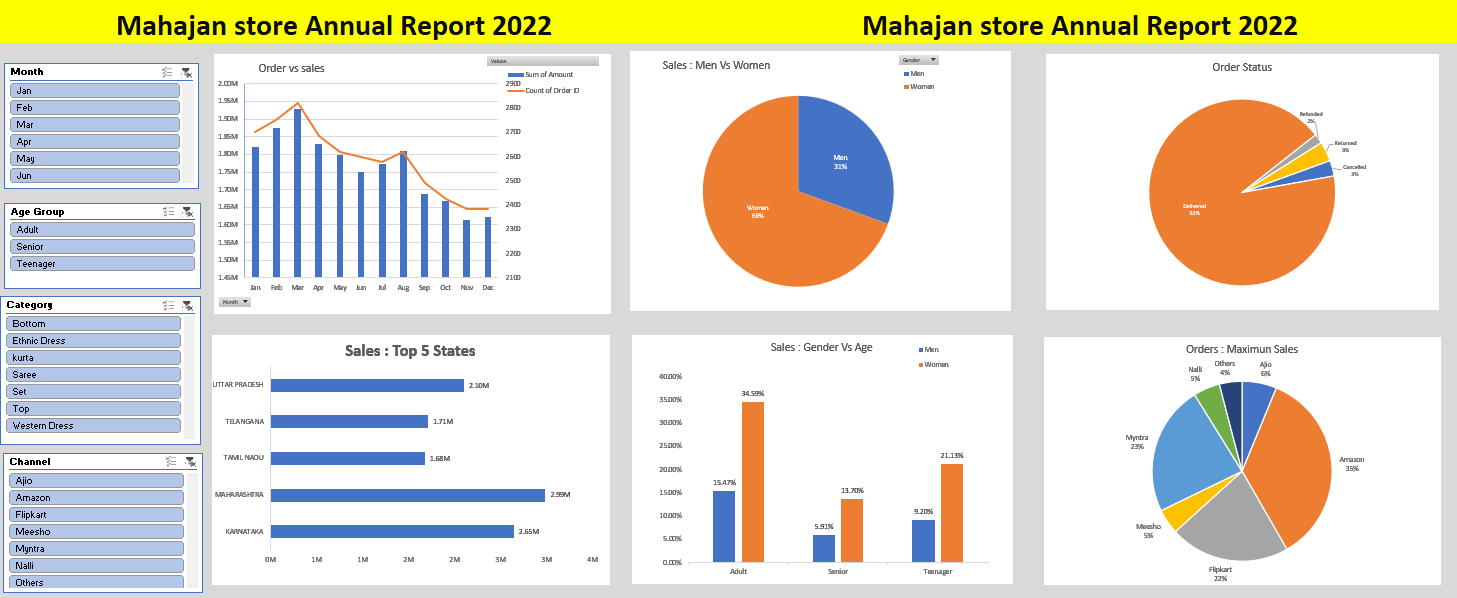 Mahajan store Annual Report 2022
Mahajan store Annual Report 2022
Month
Jan
Feb
Mar
Apr
May
Jun
Age Group
Adult
Senior
Teenager
Category
Bottom
Ethnic Dress
kurta
Saree
Set
Top
Western Dress
Channel
Ajio
Amazon
Flipkart
Meesho
Myntra
Nalli
Others
Order vs sales
Values
Sum of Amount
Count of Order ID
2.00M
1.95M
1.90M
1.85M
1.80M
1.75M
1.70M
1.65M
1.60M
1.55M
1.50M
1.45M
2900
2800
2700
2600
2500
2400
2300
2200
2100
Jan Feb Mar Apr May Jun Jul Aug Sep Oct Nov Dec
Month
Sales : Men Vs Women
Gender
Men
Women
Men
31%
Women
69%
Order Status
Refunded
2%
Returned
3%
Cancelled
3%
Delivered
92%
Sales : Top 5 States
UTTAR PRADESH 2.10M
TELANGANA 1.71M
TAMIL NADU 1.68M
MAHARASHTRA 2.99M
KARNATAKA 2.65M
0M 1M 1M 2M 2M 3M 3M 4M
Sales : Gender Vs Age
Men
Women
40.00%
35.00%
30.00%
25.00%
20.00%
15.00%
10.00%
5.00%
0.00%
15.47% 34.59%
5.91% 13.70%
9.20% 21.13%
Adult Senior Teenager
Orders : Maximun Sales
Ajio
6%
Amazon
35%
Flipkart
22%
Meesho
5%
Myntra
23%
Nalli
5%
Others
4%